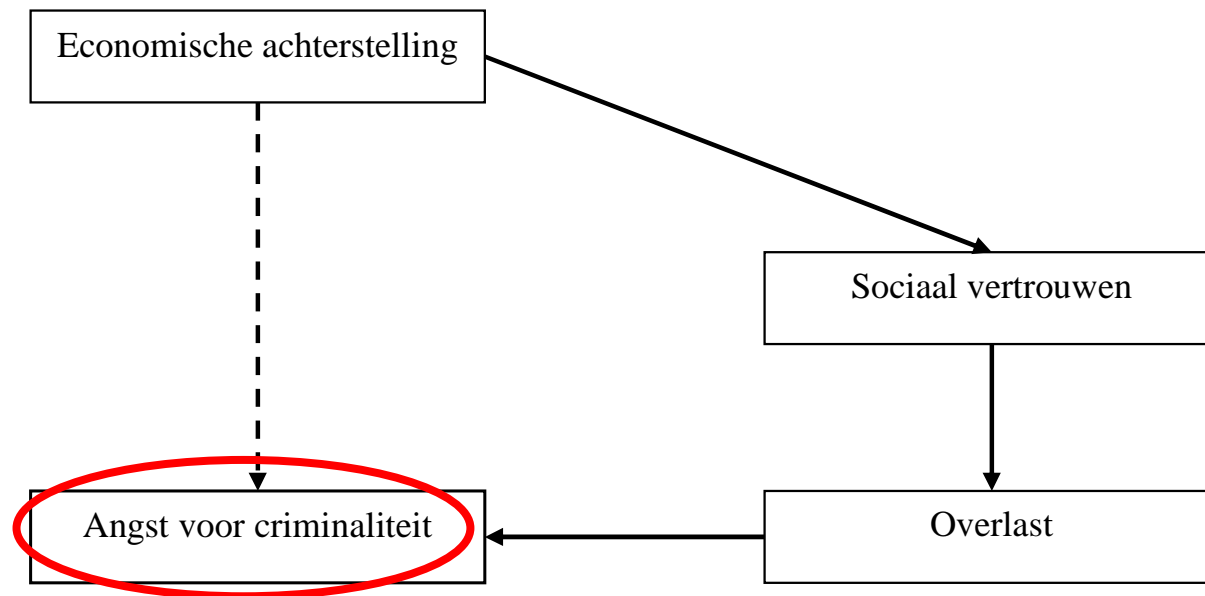 Economische achterstelling
Sociaal vertrouwen
Angst voor criminaliteit
Overlast